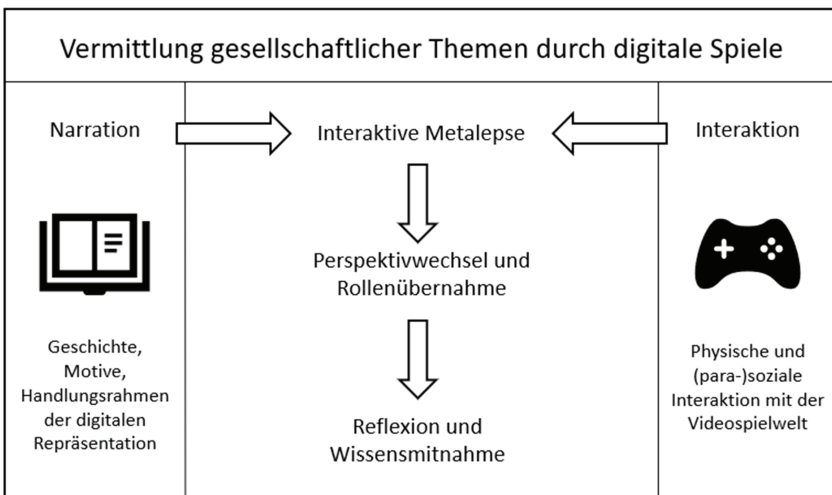 Vermittlung gesellschaftlicher Themen durch digitale Spiele
Narration
Geschichte,
Motive,
Handlungsrahmen
der digitalen
Repräsentation
Interaktive Metalepse
Perspektivwechsel und
Rollenübernahme
Reflexion und
Wissensmitnahme
Interaktion
Physische und
(para-)soziale
Interaktion mit der
Videospielwelt